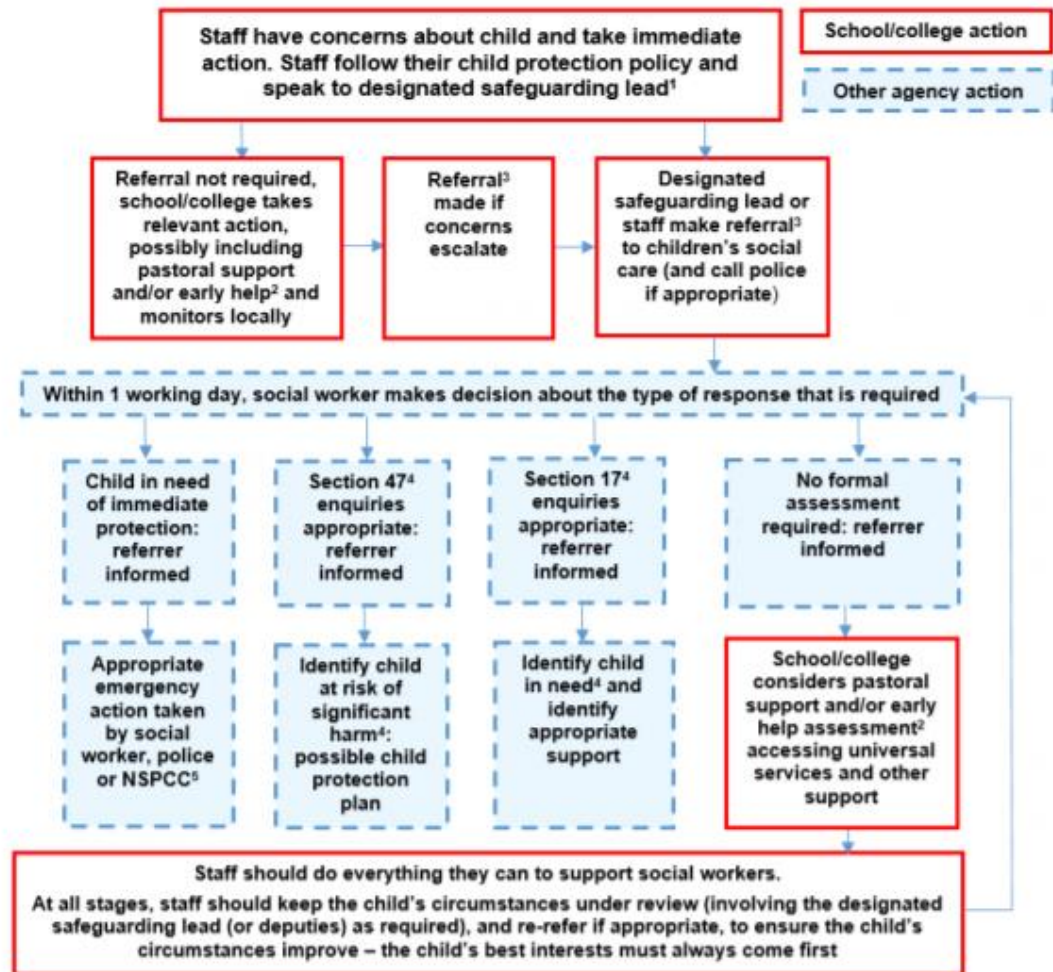 Staff have concerns about child and take immediate
action. Staff follow their child protection policy and
speak to designated safeguarding lead¹
School/college action
Other agency action
Referral not required,
school/college takes
relevant action,
possibly including
pastoral support
and/or early help² and
monitors locally
Referral³
made if
concerns
escalate
Designated
safeguarding lead or
staff make referral³
to children's social
care (and call police
if appropriate)
Within 1 working day, social worker makes decision about the type of response that is required
Child in need
of immediate
protection:
referrer
informed
Section 47⁴
enquiries
appropriate:
referrer
informed
Section 17⁴
enquiries
appropriate:
referrer
informed
No formal
assessment
required: referrer
informed
Appropriate
emergency
action taken
by social
worker, police
or NSPCC⁵
Identify child
at risk of
significant
harm⁴:
possible child
protection
plan
Identify child
in need⁴ and
identify
appropriate
support
School/college
considers pastoral
support and/or early
help assessment²
accessing universal
services and other
support
Staff should do everything they can to support social workers.
At all stages, staff should keep the child's circumstances under review (involving the designated
safeguarding lead (or deputies) as required), and re-refer if appropriate, to ensure the child's
circumstances improve – the child's best interests must always come first